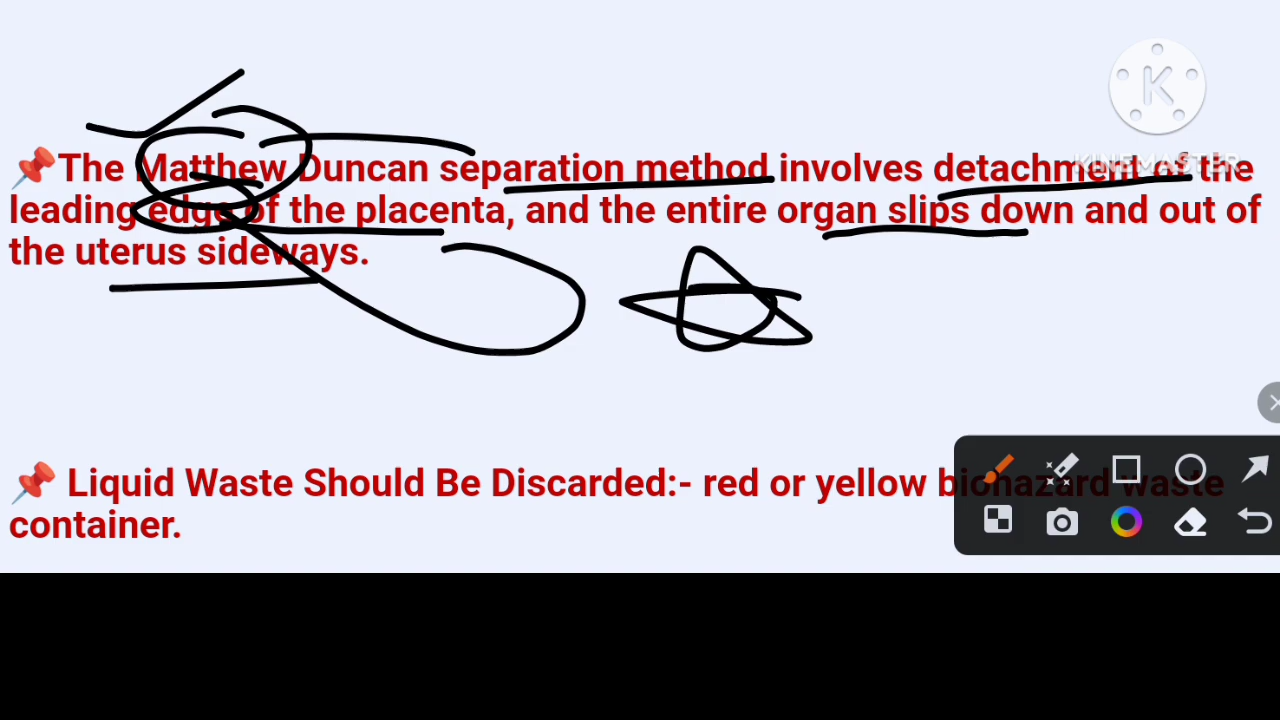 KINEMASTER
📌The Matthew Duncan separation method involves detachment of the
leading edge of the placenta, and the entire organ slips down and out of
the uterus sideways.
📌 Liquid Waste Should Be Discarded:- red or yellow biohazard waste
container.